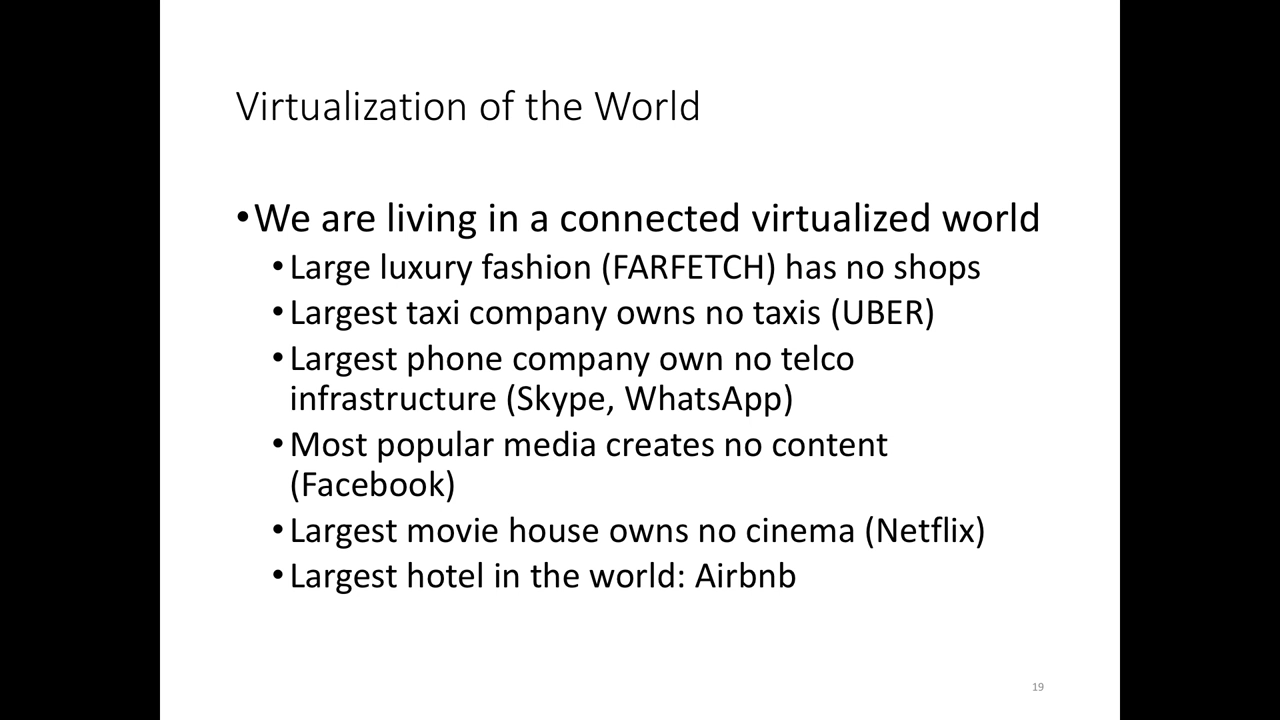 Virtualization of the World
•We are living in a connected virtualized world
•Large luxury fashion (FARFETCH) has no shops
•Largest taxi company owns no taxis (UBER)
•Largest phone company own no telco
infrastructure (Skype, WhatsApp)
•Most popular media creates no content
(Facebook)
•Largest movie house owns no cinema (Netflix)
•Largest hotel in the world: Airbnb
19